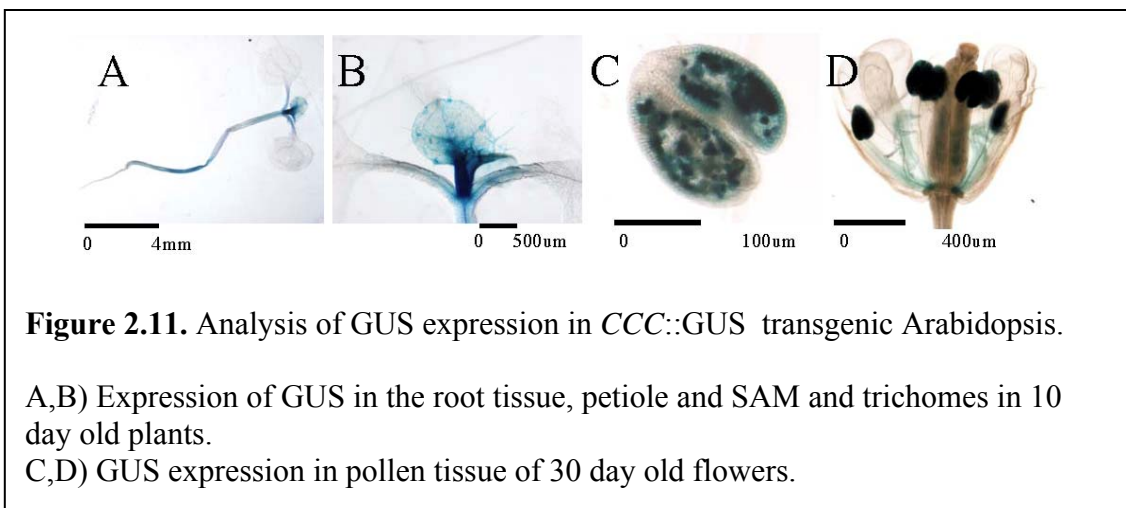 A B C D
0 4mm 0 500um 0 100um 0 400um
Figure 2.11. Analysis of GUS expression in CCC::GUS transgenic Arabidopsis.
A,B) Expression of GUS in the root tissue, petiole and SAM and trichomes in 10
day old plants.
C,D) GUS expression in pollen tissue of 30 day old flowers.